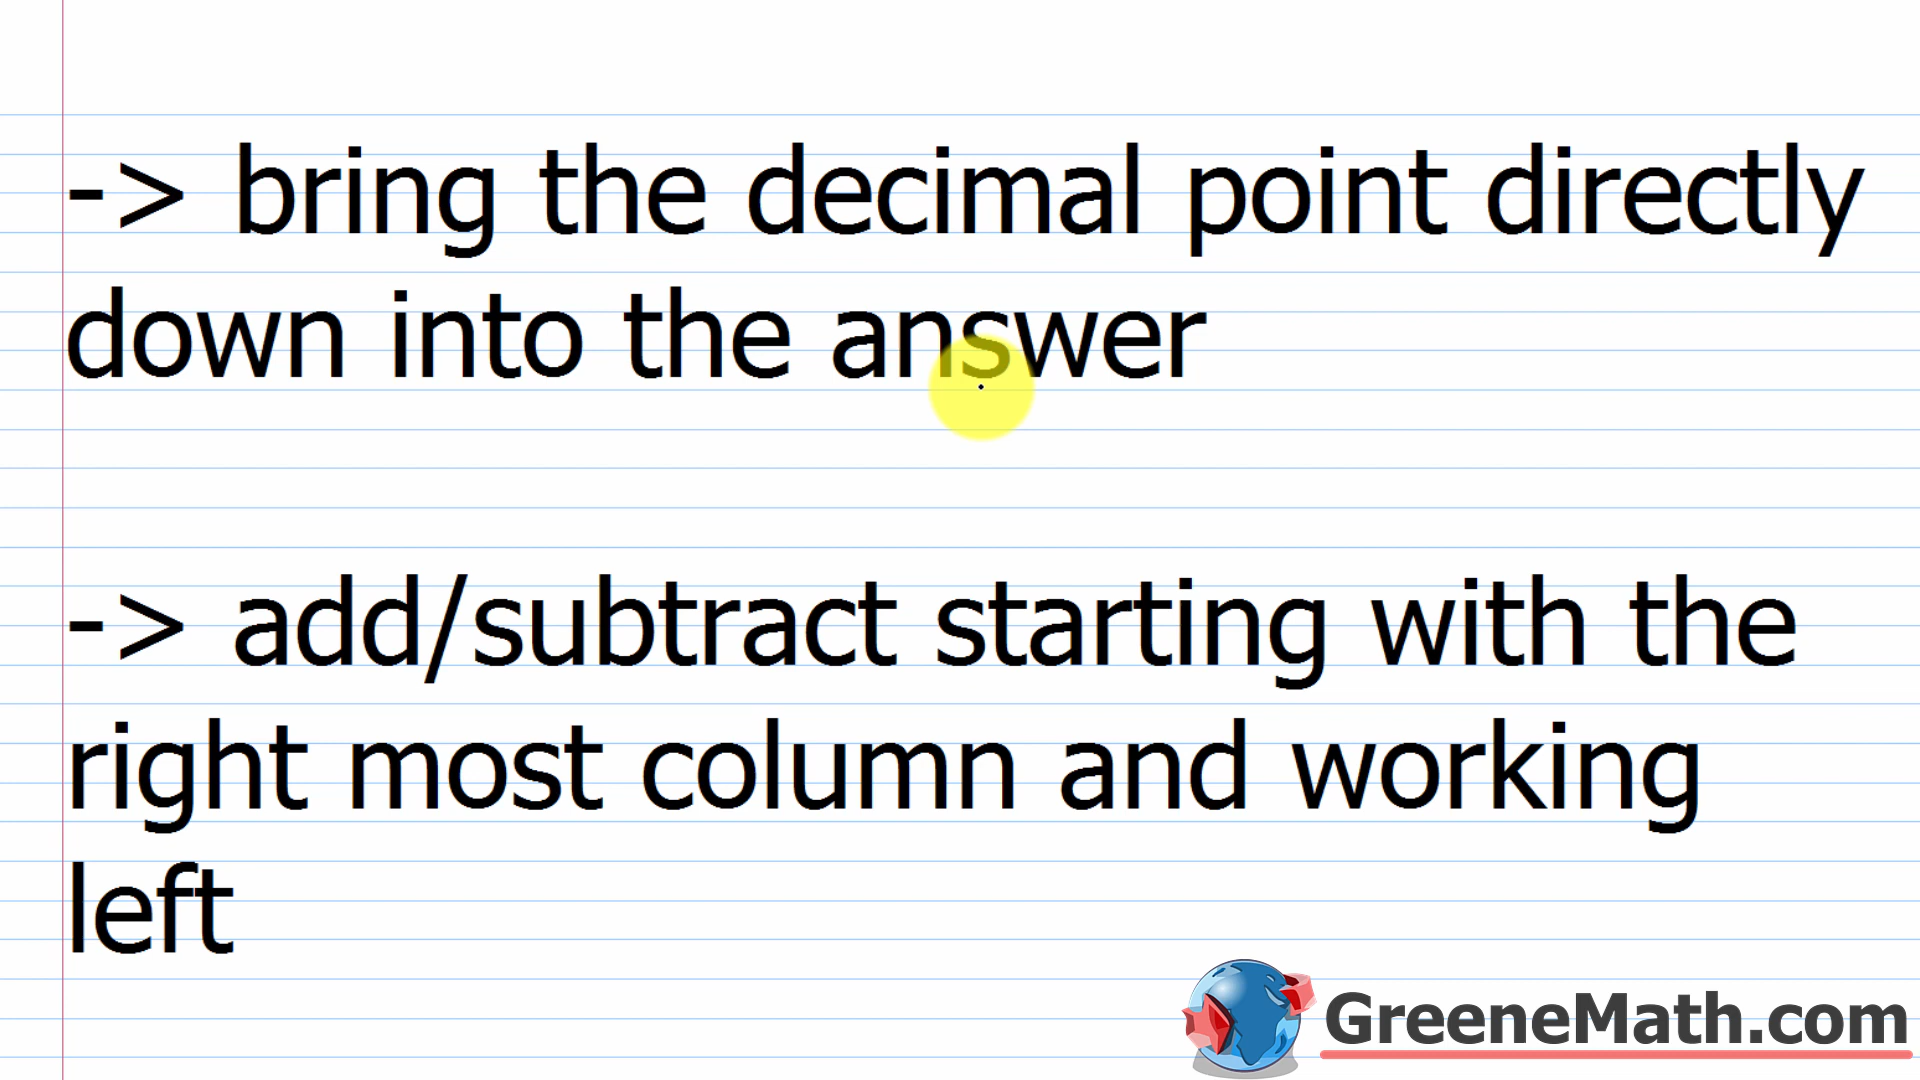 -> bring the decimal point directly
down into the answer
-> add/subtract starting with the
right most column and working
left
GreeneMath.com